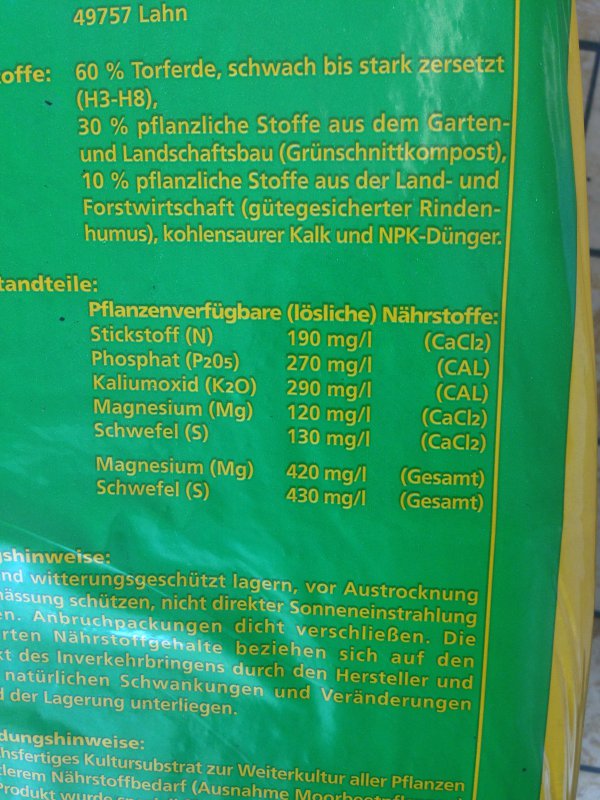 49757 Lahn
offe: 60 % Torferde, schwach bis stark zersetzt
(H3-H8),
30 % pflanzliche Stoffe aus dem Garten-
und Landschaftsbau (Grünschnittkompost),
10 % pflanzliche Stoffe aus der Land- und
Forstwirtschaft (gütegesicherter Rinden-
humus), kohlensaurer Kalk und NPK-Dünger.
tandteile:
Pflanzenverfügbare (lösliche) Nährstoffe:
Stickstoff (N) 190 mg/l (CaCl2)
Phosphat (P2O5) 270 mg/l (CAL)
Kaliumoxid (K2O) 290 mg/l (CAL)
Magnesium (Mg) 120 mg/l (CaCl2)
Schwefel (S) 130 mg/l (CaCl2)
Magnesium (Mg) 420 mg/l (Gesamt)
Schwefel (S) 430 mg/l (Gesamt)
gshinweise:
nd witterungsgeschützt lagern, vor Austrocknung
nässung schützen, nicht direkter Sonneneinstrahlung
en. Anbruchpackungen dicht verschließen. Die
rten Nährstoffgehalte beziehen sich auf den
kt des Inverkehrbringens durch den Hersteller und
natürlichen Schwankungen und Veränderungen
d der Lagerung unterliegen.
dungshinweise:
hsfertiges Kultursubstrat zur Weiterkultur aller Pflanzen
tlerem Nährstoffbedarf (Ausnahme
Produkt wurde